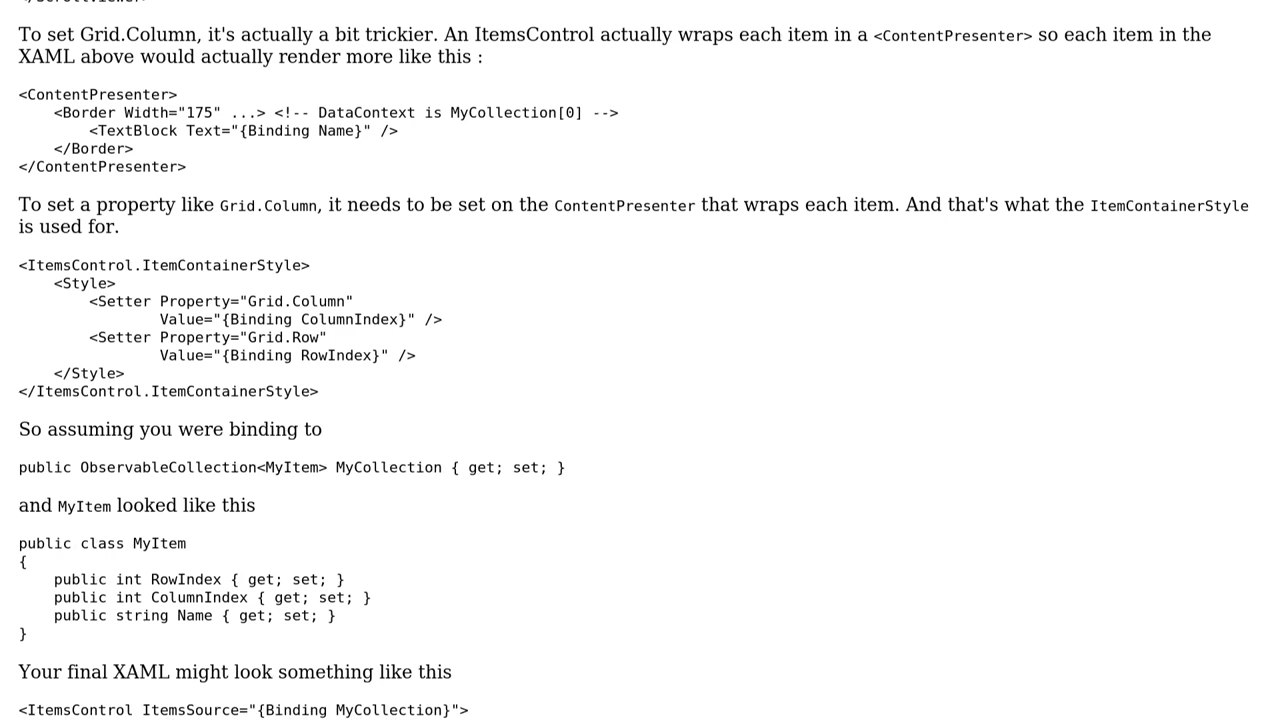 </ScrollViewer>
To set Grid.Column, it's actually a bit trickier. An ItemsControl actually wraps each item in a <ContentPresenter> so each item in the
XAML above would actually render more like this :
<ContentPresenter>
    <Border Width="175" ...> <!-- DataContext is MyCollection[0] -->
        <TextBlock Text="{Binding Name}" />
    </Border>
</ContentPresenter>
To set a property like Grid.Column, it needs to be set on the ContentPresenter that wraps each item. And that's what the ItemContainerStyle
is used for.
<ItemsControl.ItemContainerStyle>
    <Style>
        <Setter Property="Grid.Column"
                Value="{Binding ColumnIndex}" />
        <Setter Property="Grid.Row"
                Value="{Binding RowIndex}" />
    </Style>
</ItemsControl.ItemContainerStyle>
So assuming you were binding to
public ObservableCollection<MyItem> MyCollection { get; set; }
and MyItem looked like this
public class MyItem
{
    public int RowIndex { get; set; }
    public int ColumnIndex { get; set; }
    public string Name { get; set; }
}
Your final XAML might look something like this
<ItemsControl ItemsSource="{Binding MyCollection}">